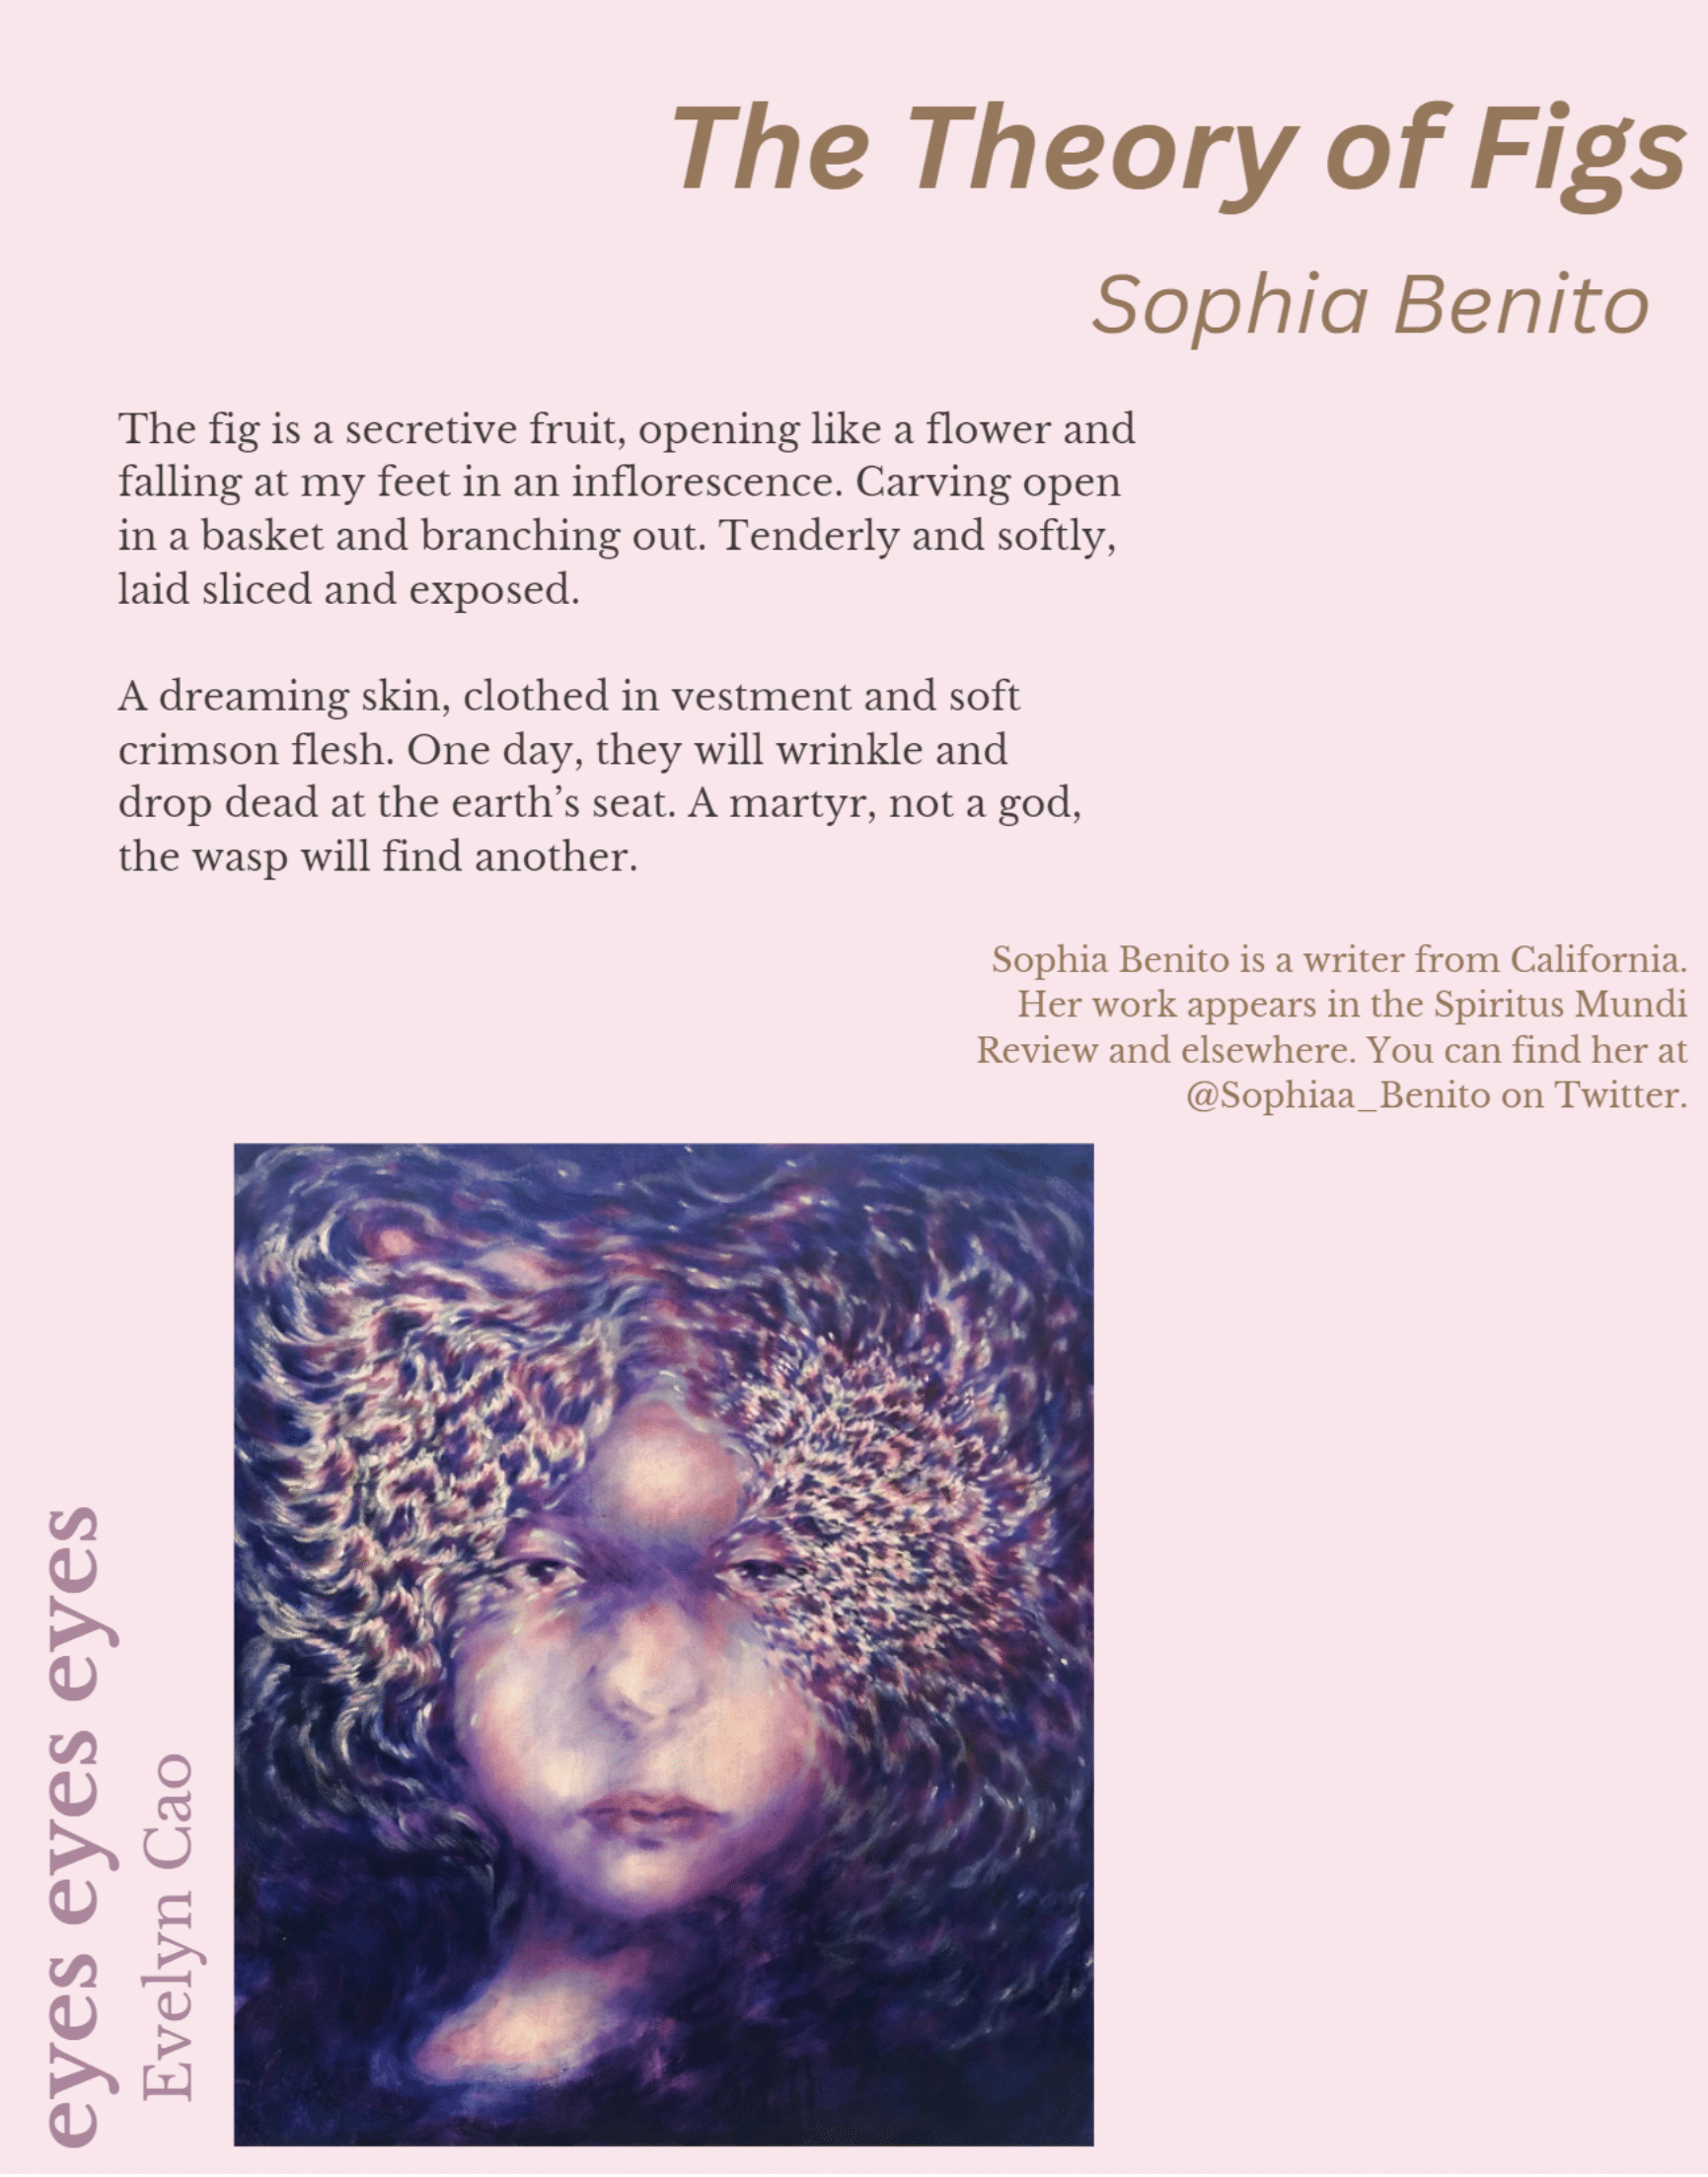 The Theory of Figs
Sophia Benito
The fig is a secretive fruit, opening like a flower and
falling at my feet in an inflorescence. Carving open
in a basket and branching out. Tenderly and softly,
laid sliced and exposed.
A dreaming skin, clothed in vestment and soft
crimson flesh. One day, they will wrinkle and
drop dead at the earth’s seat. A martyr, not a god,
the wasp will find another.
Sophia Benito is a writer from California.
Her work appears in the Spiritus Mundi
Review and elsewhere. You can find her at
@Sophiaa_Benito on Twitter.
eyes eyes eyes
Evelyn Cao